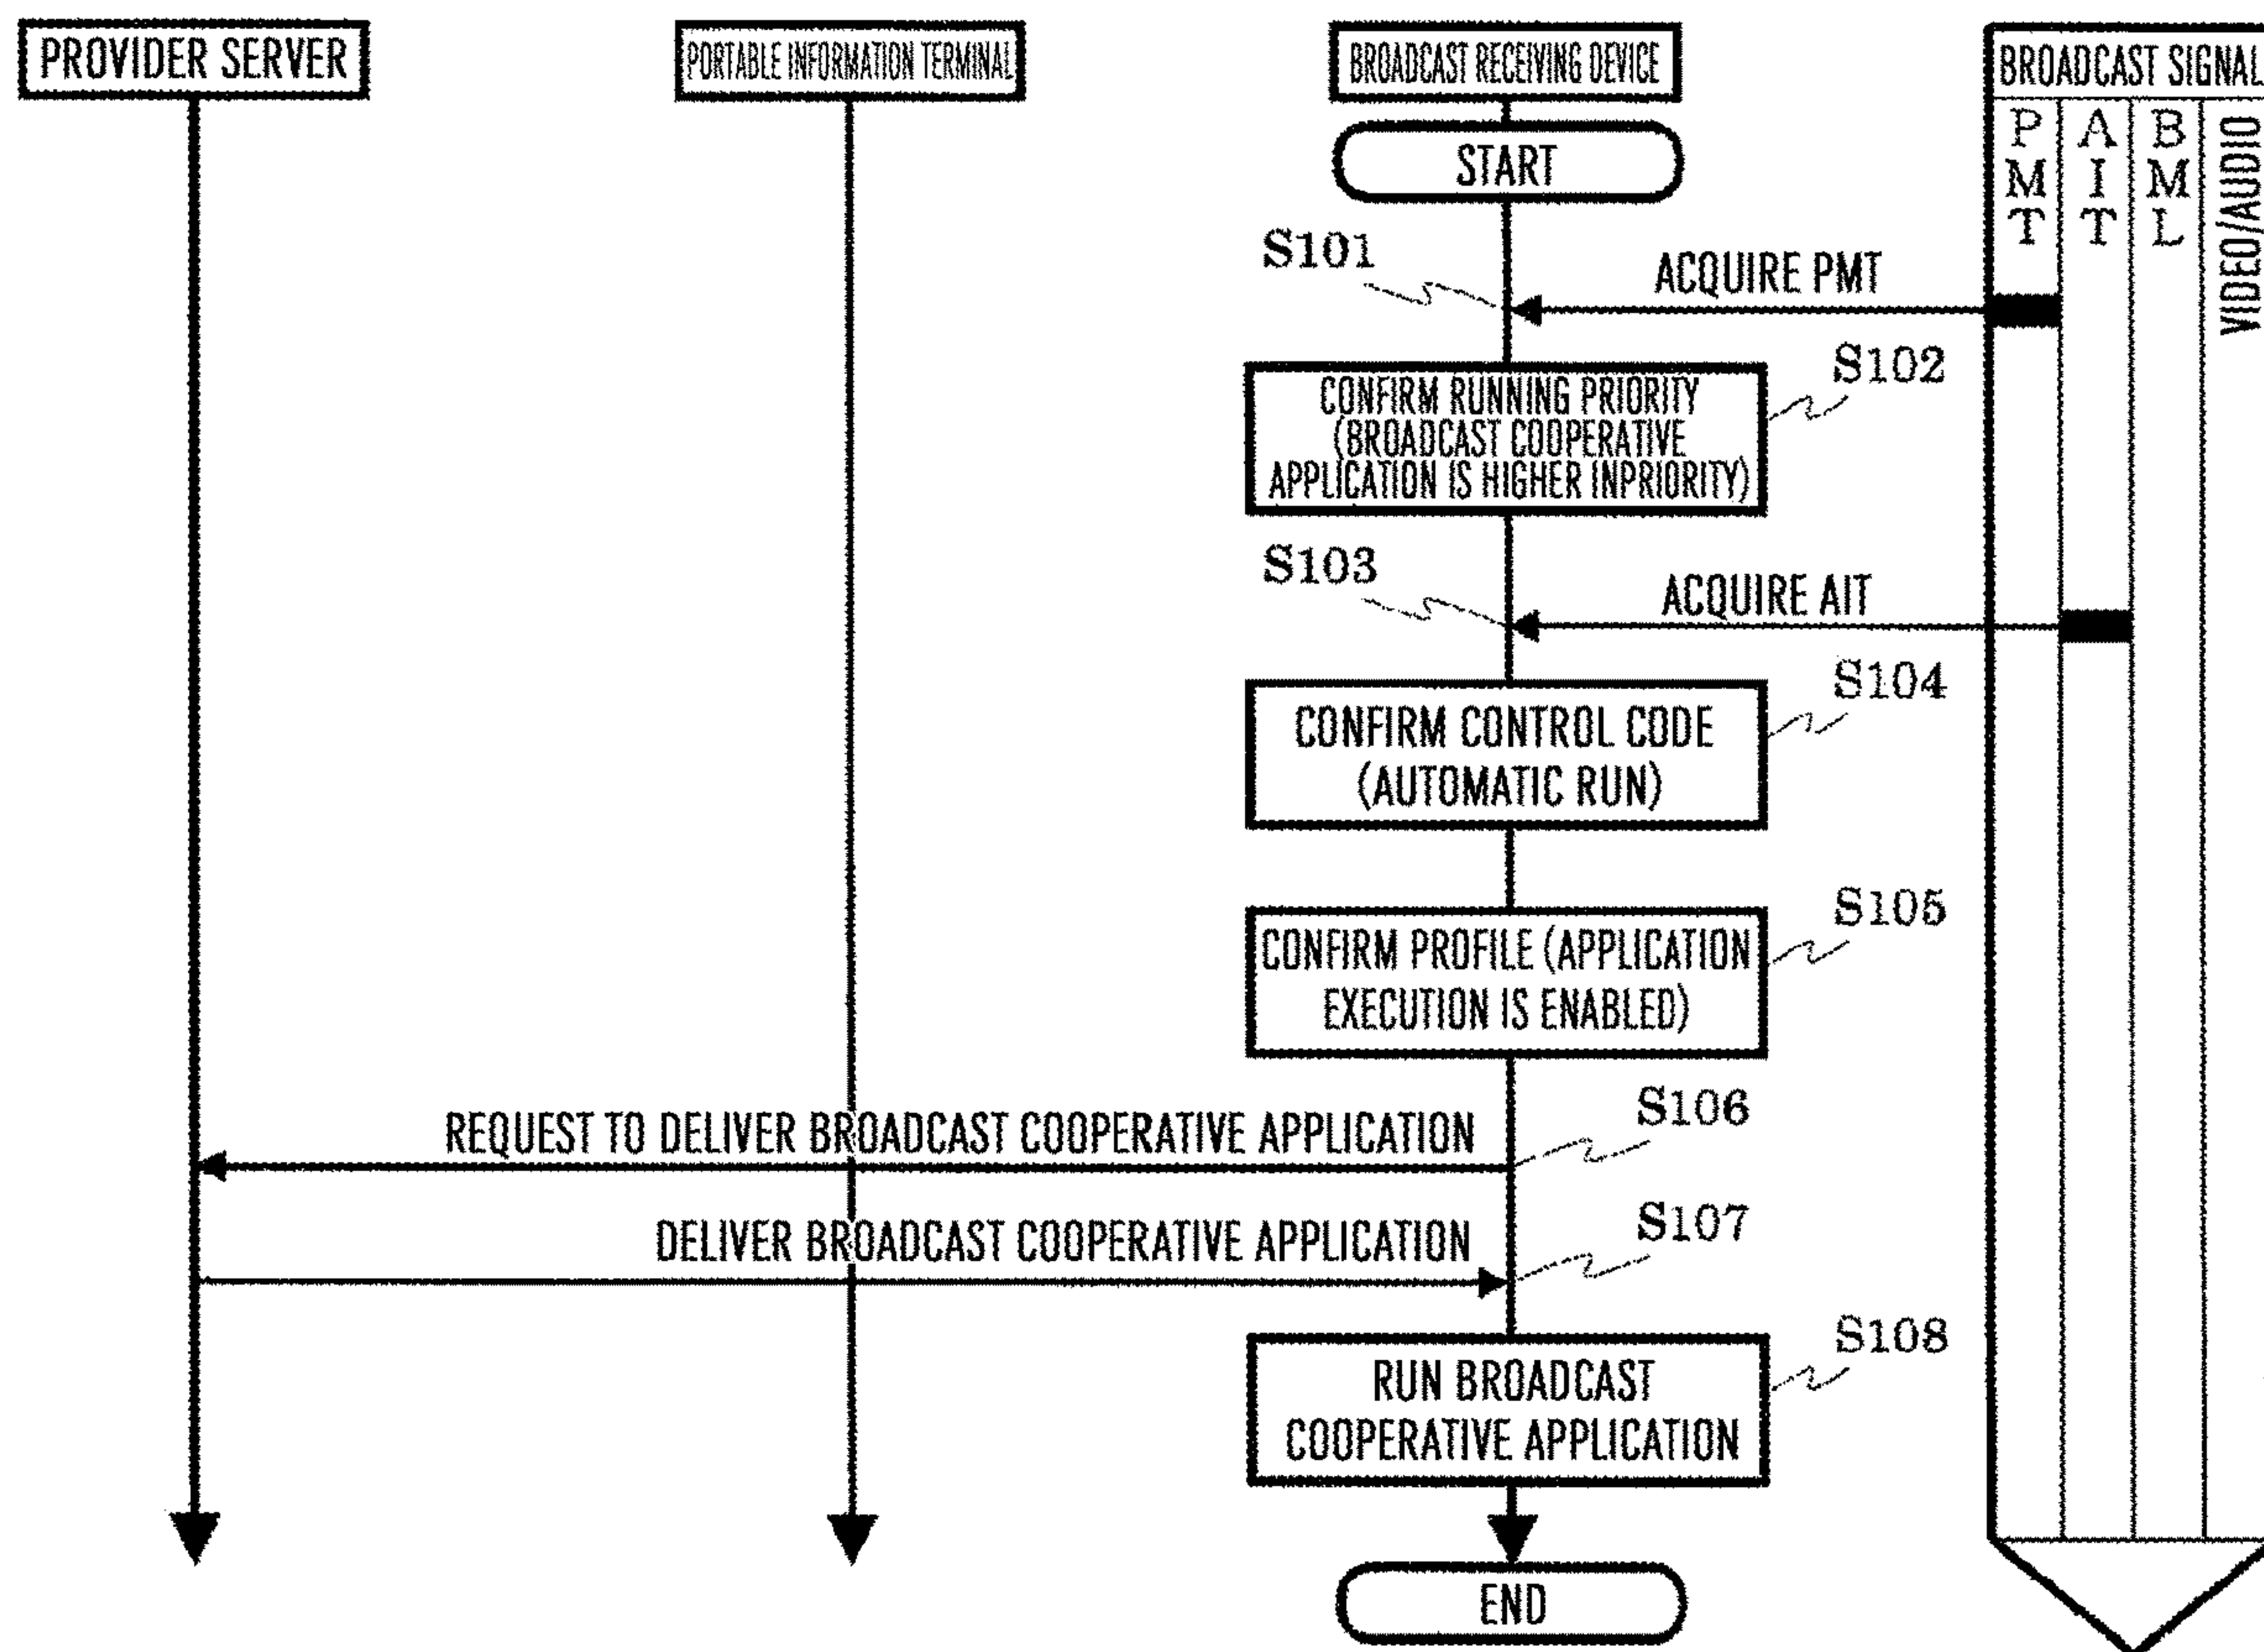 PROVIDER SERVER
PORTABLE INFORMATION TERMINAL
BROADCAST RECEIVING DEVICE
BROADCAST SIGNAL
PMT
AIT
BML
VIDEO/AUDIO
START
S101
ACQUIRE PMT
S102
CONFIRM RUNNING PRIORITY
(BROADCAST COOPERATIVE
APPLICATION IS HIGHER INPRIORITY)
S103
ACQUIRE AIT
S104
CONFIRM CONTROL CODE
(AUTOMATIC RUN)
S105
CONFIRM PROFILE (APPLICATION
EXECUTION IS ENABLED)
S106
REQUEST TO DELIVER BROADCAST COOPERATIVE APPLICATION
S107
DELIVER BROADCAST COOPERATIVE APPLICATION
S108
RUN BROADCAST
COOPERATIVE APPLICATION
END